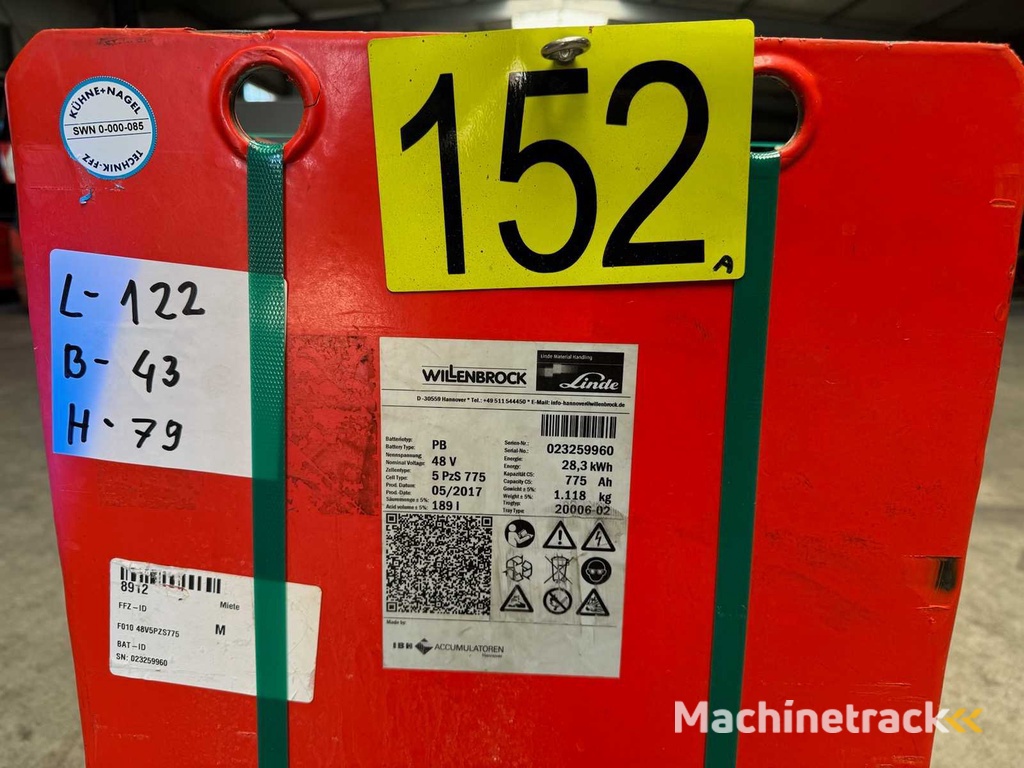 KÜHNE+NAGEL
SWN 0-000-085
TECHNIK-FFZ
152
A
L- 122
B- 43
H- 79
WILLENBROCK
Linde Material Handling
Linde
D -30559 Hannover * Tel.: +49 511 544450 * E-Mail: info-hannover@willenbrock.de
Batterietyp:
Battery Type: PB
Nennspannung:
Nominal Voltage: 48 V
Zellentype:
Cell Type: 5 PzS 775
Prod. Datum:
Prod.-Date: 05/2017
Säuremenge ± 5%:
Acid volume ± 5%: 189 l
Serien-Nr.:
Serial No.: 023259960
Energie:
Energy: 28,3 kWh
Kapazität C5:
Capacity C5: 775 Ah
Gewicht ± 5%:
Weight ± 5%: 1.118 kg
Trogtyp:
Tray Type: 20006-02
Made by:
IBH ACCUMULATOREN
Hannover
8912
FFZ-ID Miete
F010 48V5PZS775 M
BAT-ID
SN: 023259960
Machinetrack